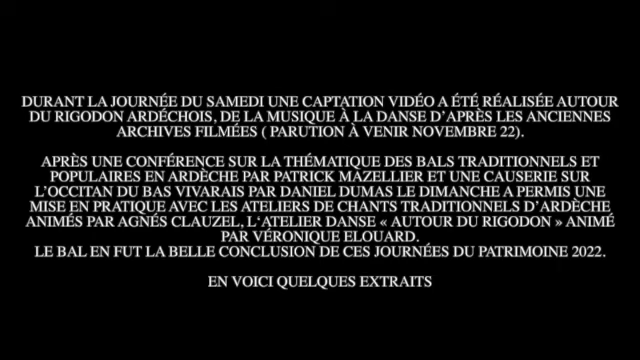 DURANT LA JOURNÉE DU SAMEDI UNE CAPTATION VIDÉO A ÉTÉ RÉALISÉE AUTOUR
DU RIGODON ARDÉCHOIS, DE LA MUSIQUE À LA DANSE D'APRÈS LES ANCIENNES
ARCHIVES FILMÉES ( PARUTION À VENIR NOVEMBRE 22).
APRÈS UNE CONFÉRENCE SUR LA THÉMATIQUE DES BALS TRADITIONNELS ET
POPULAIRES EN ARDÈCHE PAR PATRICK MAZELLIER ET UNE CAUSERIE SUR
L'OCCITAN DU BAS VIVARAIS PAR DANIEL DUMAS LE DIMANCHE A PERMIS UNE
MISE EN PRATIQUE AVEC LES ATELIERS DE CHANTS TRADITIONNELS D'ARDÈCHE
ANIMÉS PAR AGNÉS CLAUZEL, L'ATELIER DANSE « AUTOUR DU RIGODON » ANIMÉ
PAR VÉRONIQUE ELOUARD.
LE BAL EN FUT LA BELLE CONCLUSION DE CES JOURNÉES DU PATRIMOINE 2022.
EN VOICI QUELQUES EXTRAITS